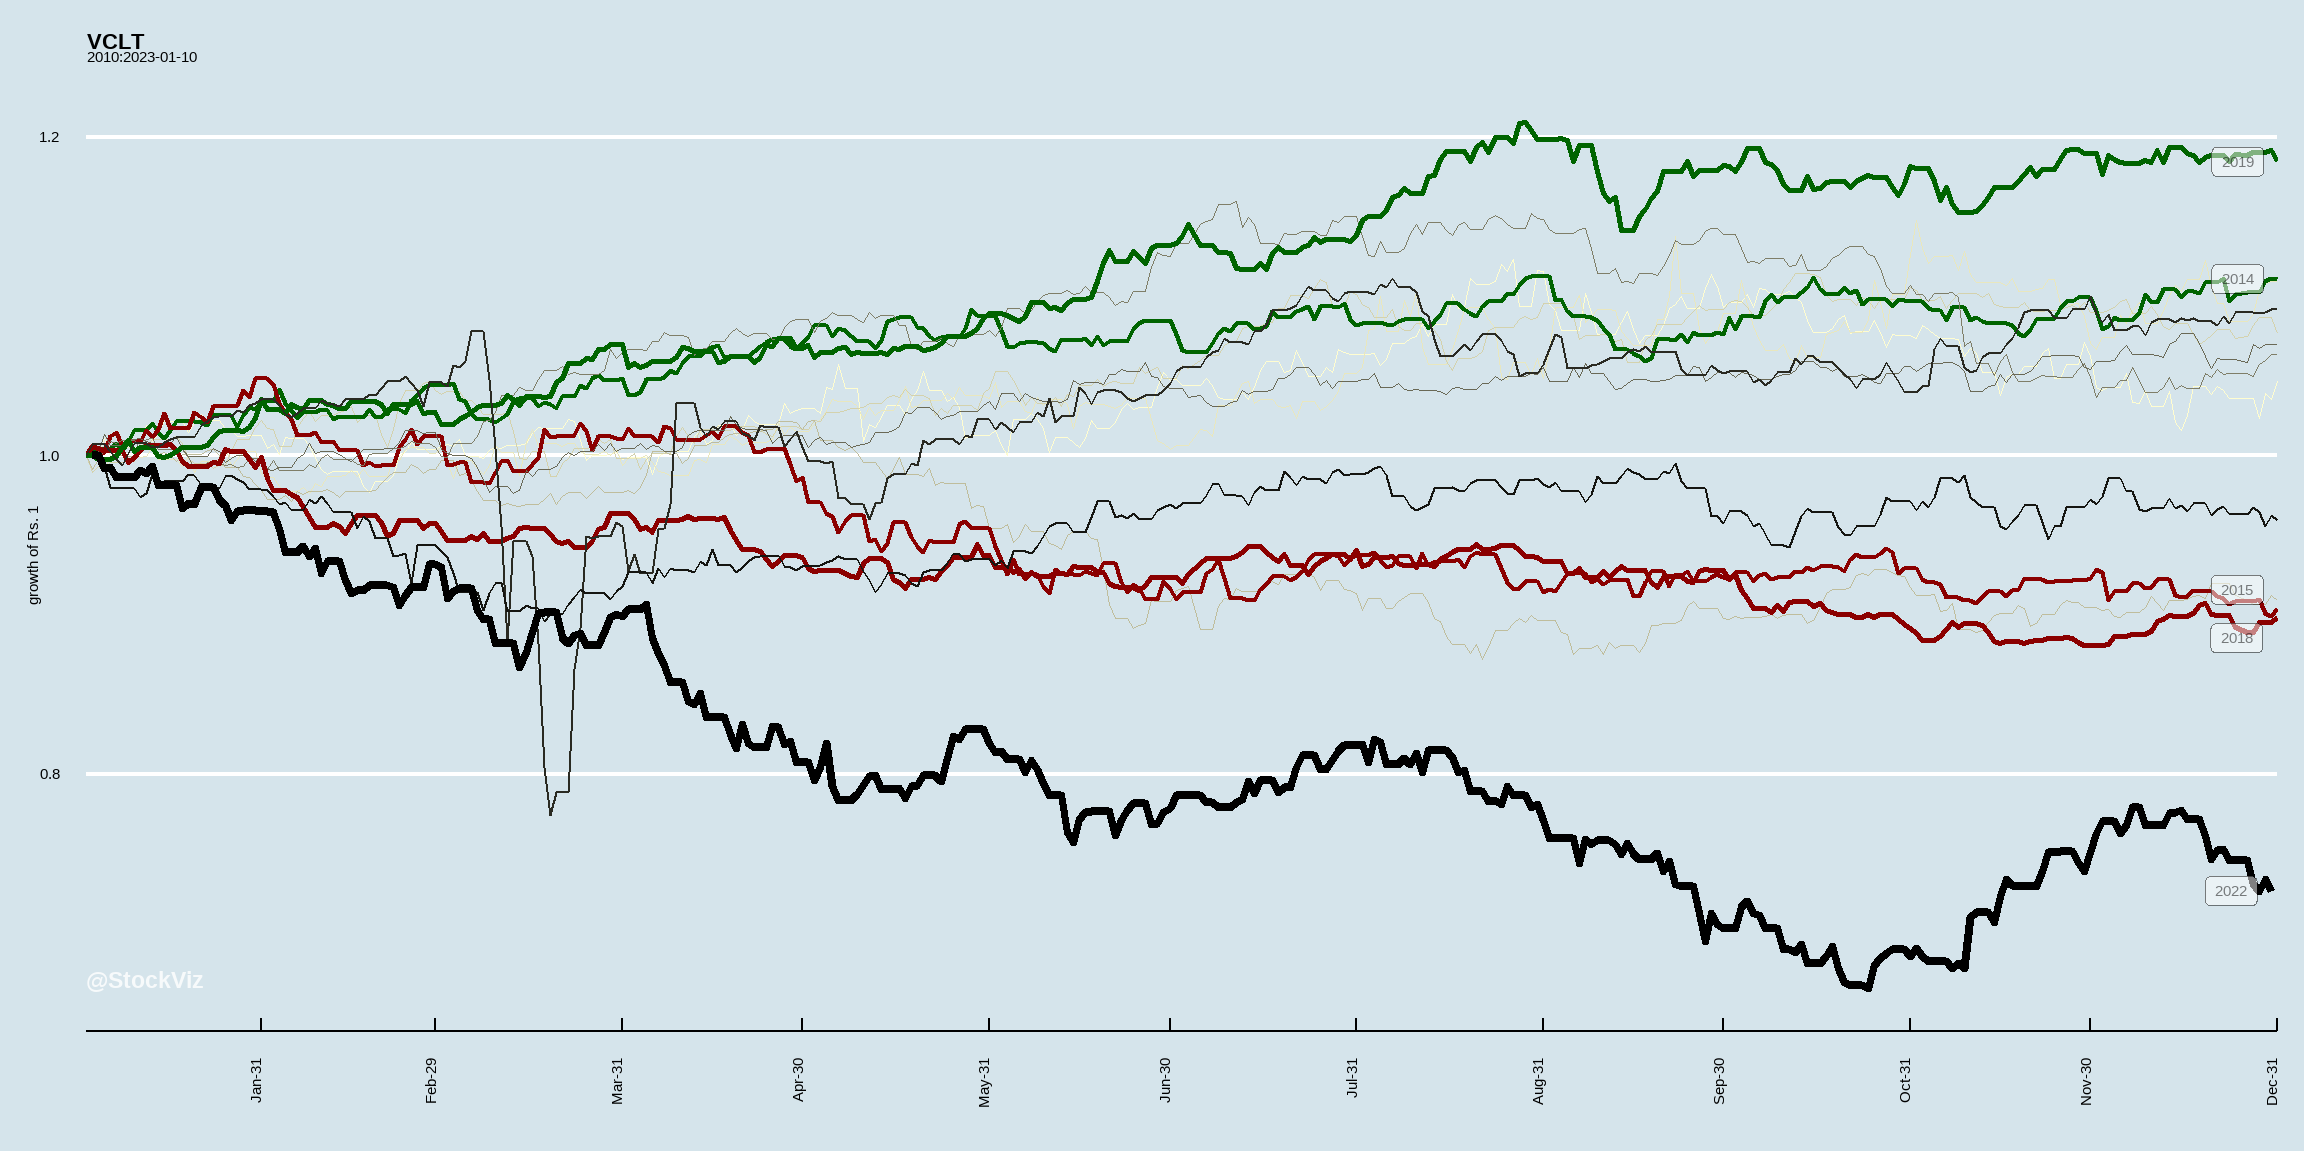 VCLT
2010:2023-01-10
1.2
1.0
0.8
growth of Rs. 1
2019
2014
2015
2018
2022
@StockViz
Jan-31
Feb-29
Mar-31
Apr-30
May-31
Jun-30
Jul-31
Aug-31
Sep-30
Oct-31
Nov-30
Dec-31